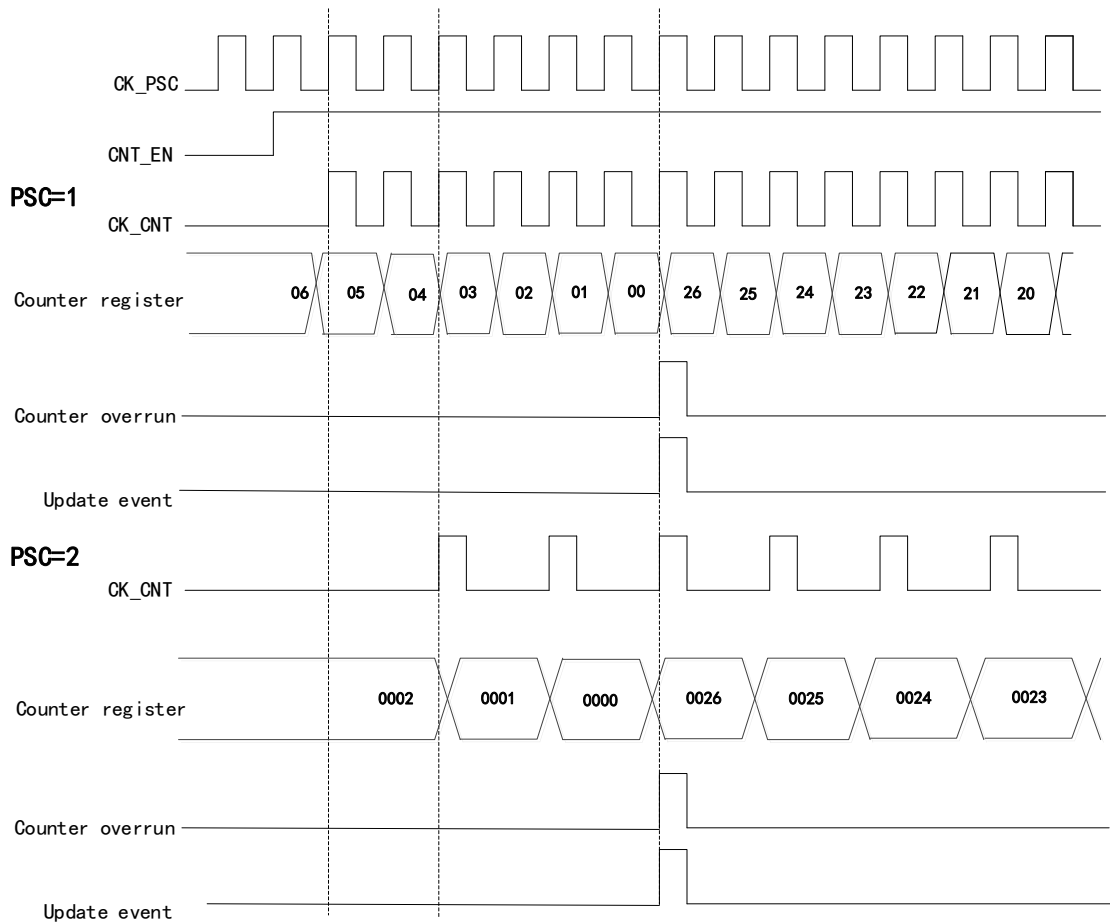 CK_PSC
CNT_EN
PSC=1
CK_CNT
Counter register 06 05 04 03 02 01 00 26 25 24 23 22 21 20
Counter overrun
Update event
PSC=2
CK_CNT
Counter register 0002 0001 0000 0026 0025 0024 0023
Counter overrun
Update event